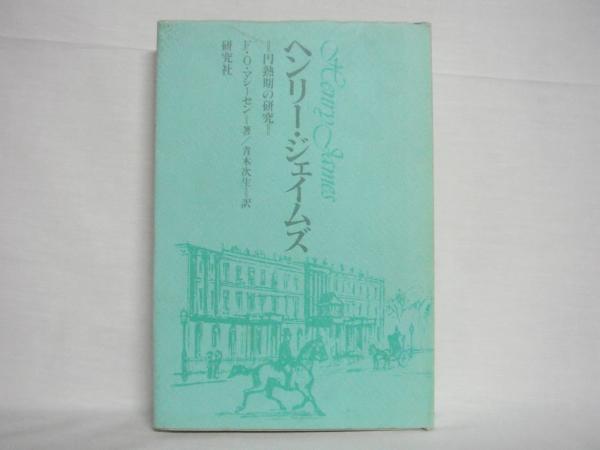 Henry James
ヘンリー・ジェイムズ
=円熟期の研究=
F・O・マシーセン=著/青木次生=訳
研究社